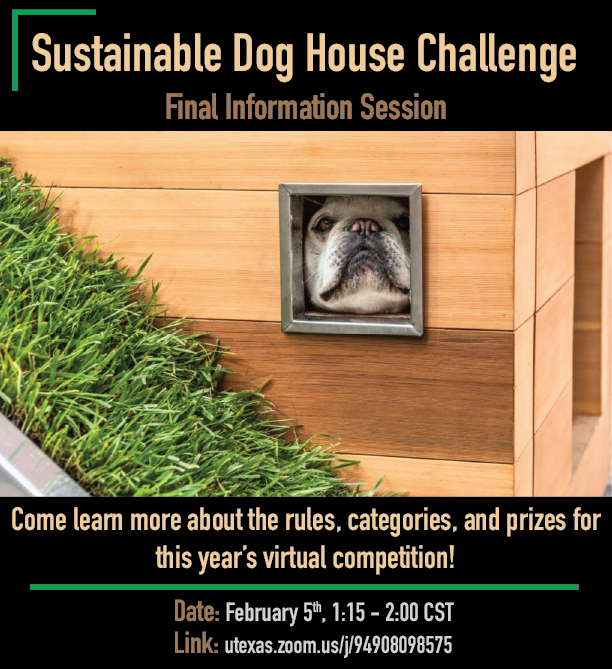 Sustainable Dog House Challenge
Final Information Session
Come learn more about the rules, categories, and prizes for
this year's virtual competition!
Date: February 5th, 1:15 - 2:00 CST
Link: utexas.zoom.us/j/94908098575